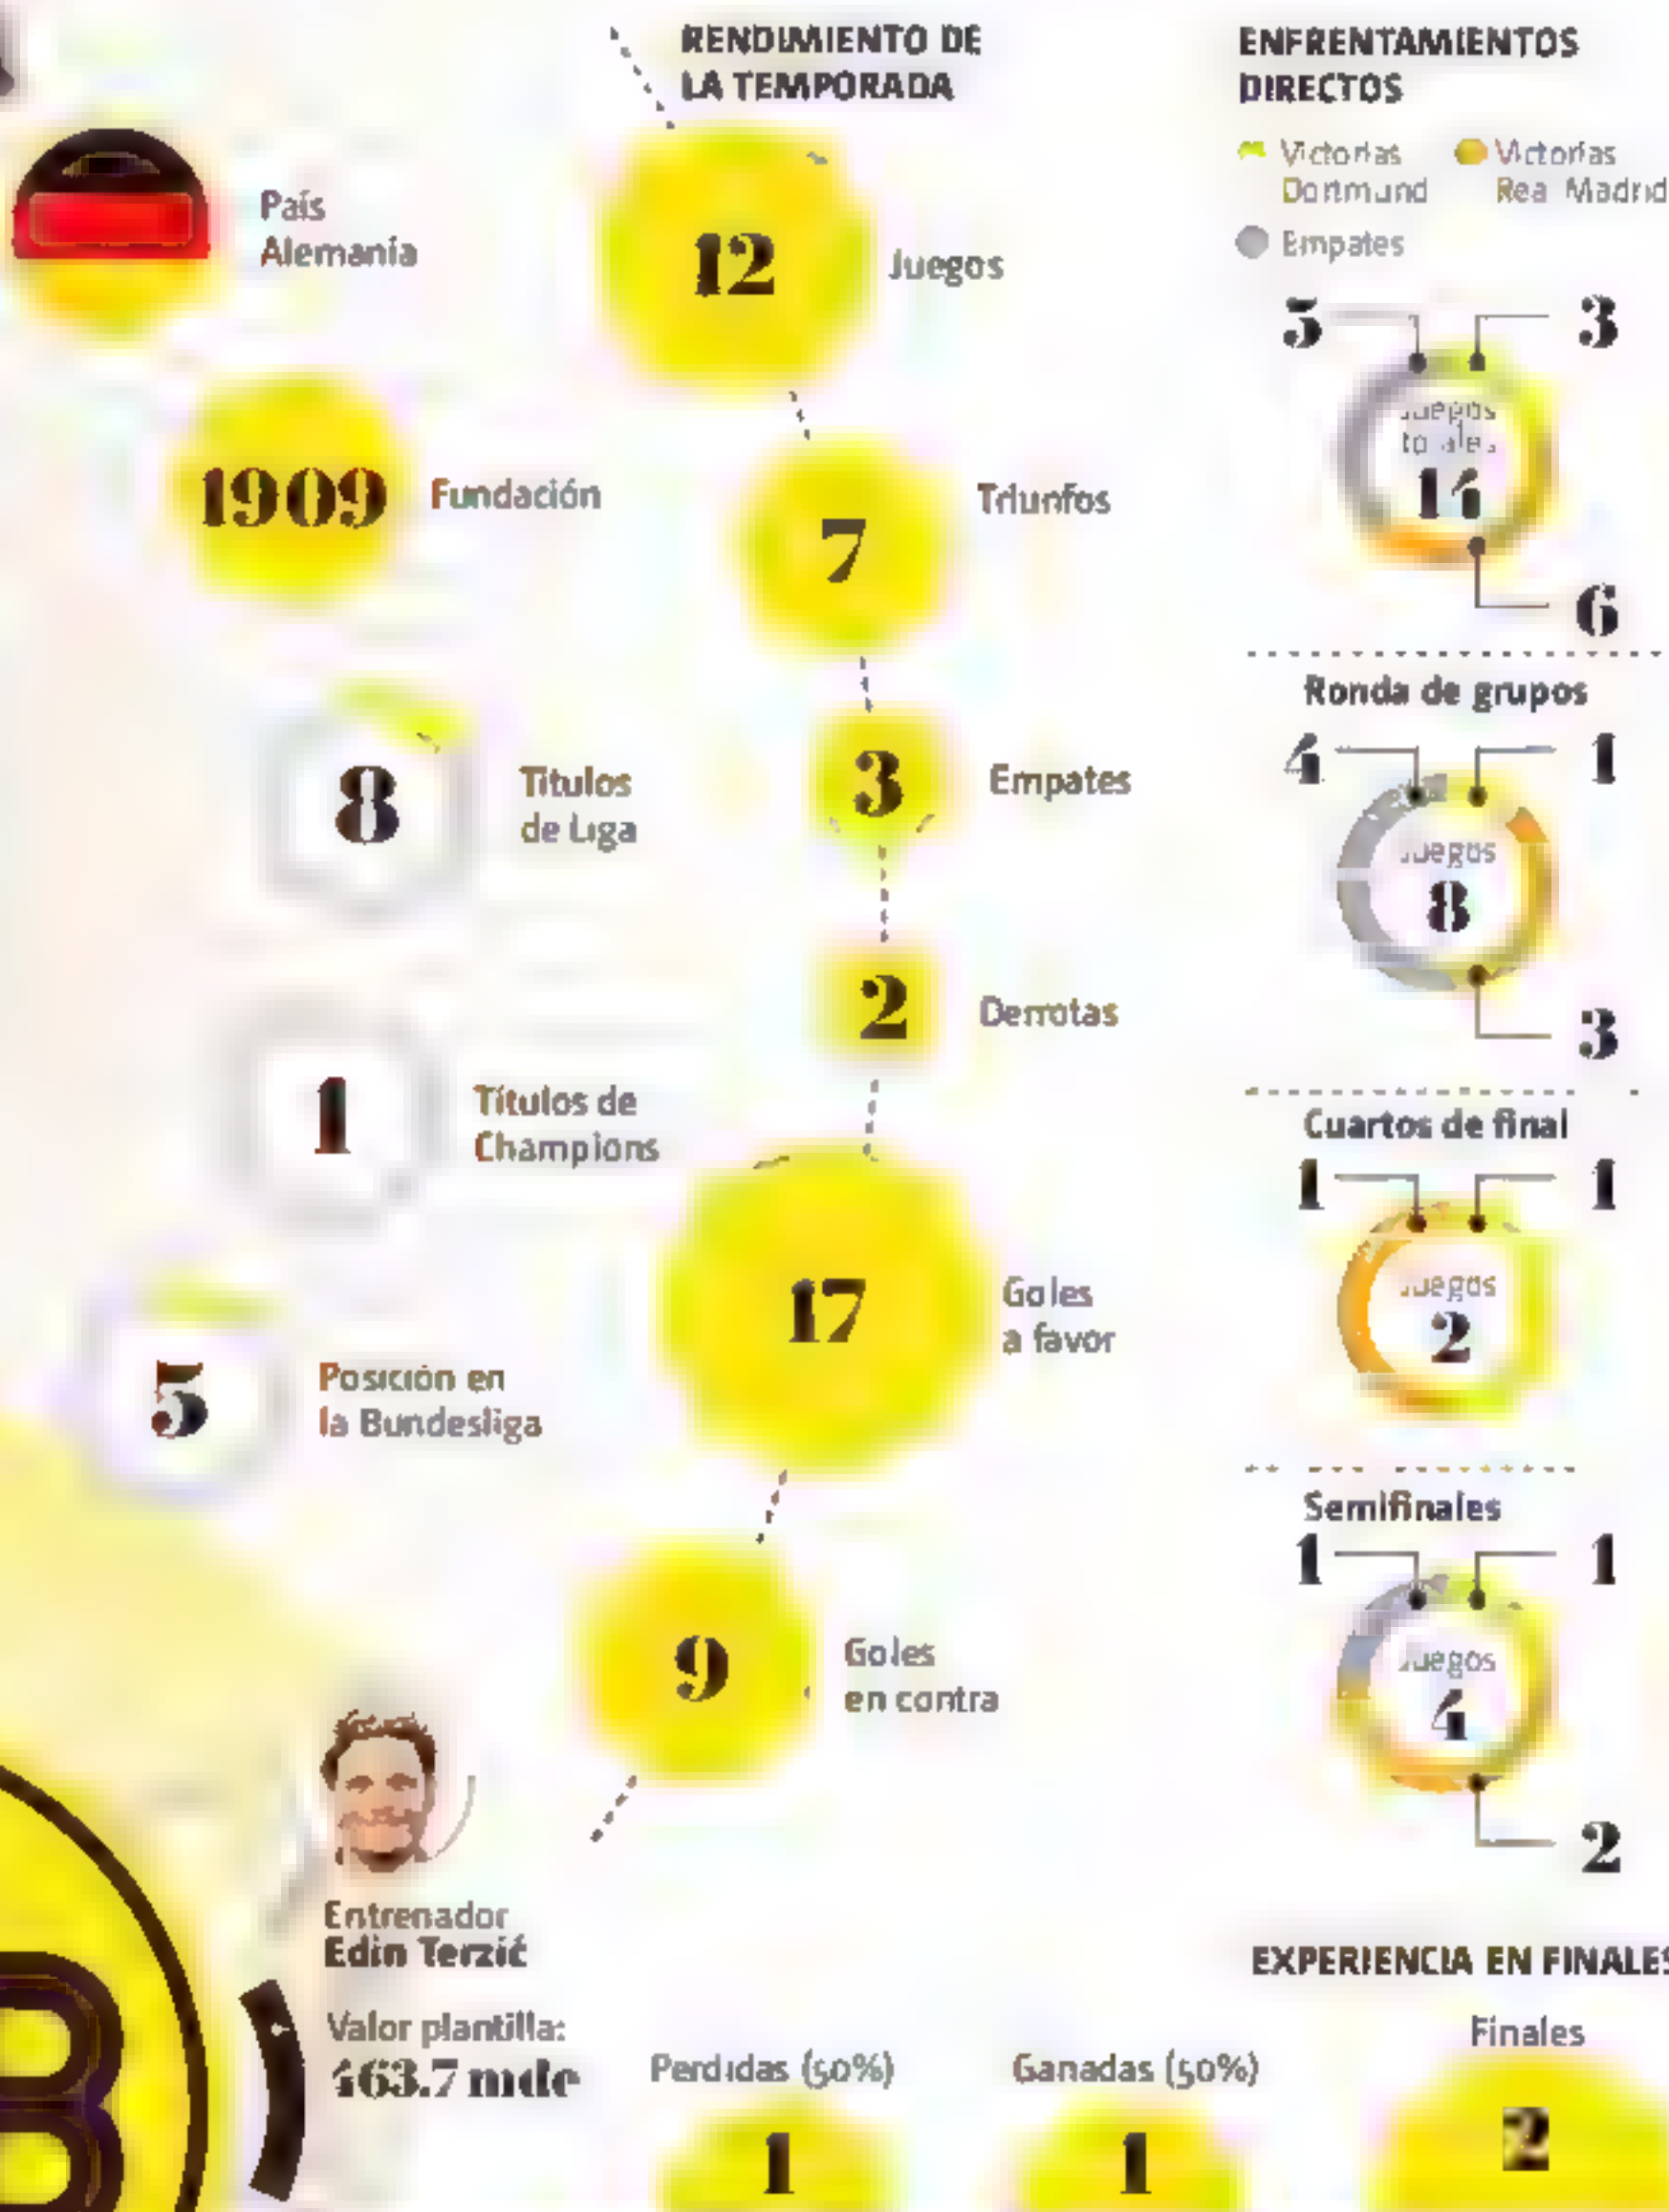 País
Alemania
1909
Fundación
8
Títulos
de Liga
1
Títulos de
Champions
5
Posición en
la Bundesliga
Entrenador
Edin Terzić
Valor plantilla:
463.7 mde
RENDIMIENTO DE
LA TEMPORADA
12
Juegos
7
Triunfos
3
Empates
2
Derrotas
17
Goles
a favor
9
Goles
en contra
ENFRENTAMIENTOS
DIRECTOS
Victorias
Dortmund
Victorias
Real Madrid
Empates
5
3
Juegos
totales
14
6
Ronda de grupos
4
1
Juegos
8
3
Cuartos de final
1
1
Juegos
2
Semifinales
1
1
Juegos
4
2
EXPERIENCIA EN FINALES
Perdidas (50%)
1
Ganadas (50%)
1
Finales
2